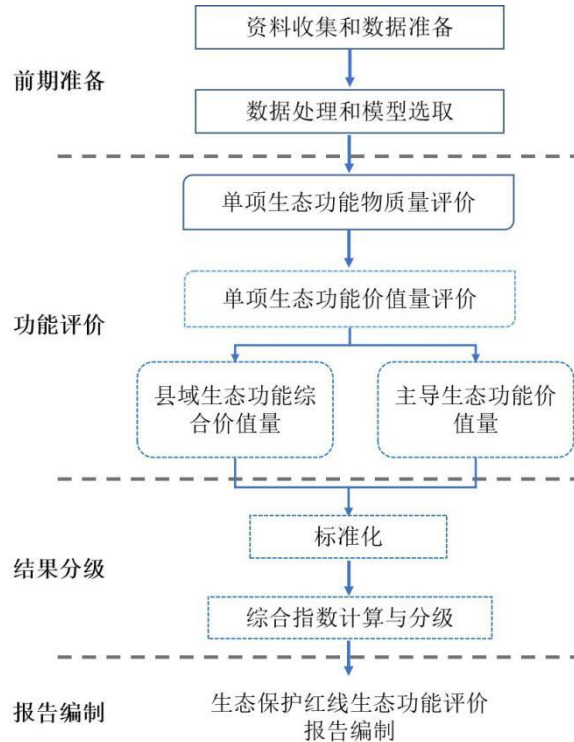 资料收集和数据准备
前期准备
数据处理和模型选取
单项生态功能物质量评价
单项生态功能价值量评价
功能评价
县域生态功能综
合价值量
主导生态功能价
值量
标准化
结果分级
综合指数计算与分级
生态保护红线生态功能评价
报告编制
报告编制